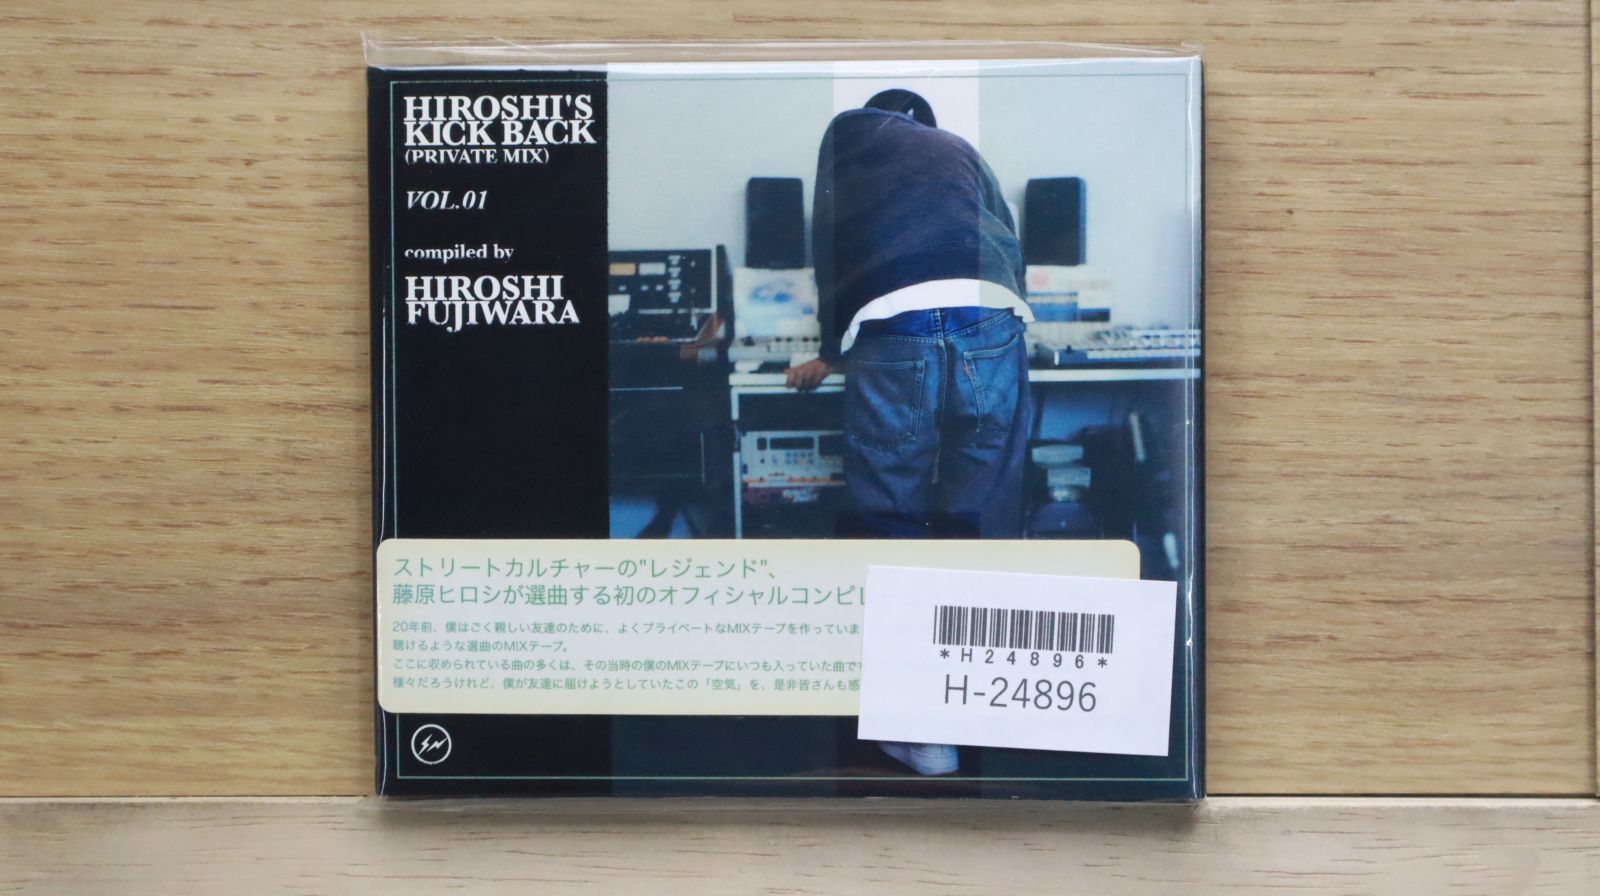 HIROSHI'S
KICK BACK
(PRIVATE MIX)
VOL.01
compiled by
HIROSHI
FUJIWARA
ストリートカルチャーの"レジェンド"、
藤原ヒロシが選曲する初のオフィシャルコンピレ
20年前、僕はごく親しい友達のために、よくプライベートなMIXテープを作っていま
聴けるような選曲のMIXテープ。
ここに収められている曲の多くは、その当時の僕のMIXテープにいつも入っていた曲です
様々だろうけれど、僕が友達に届けようとしていたこの「空気」を、是非皆さんも感
*H24896*
H-24896